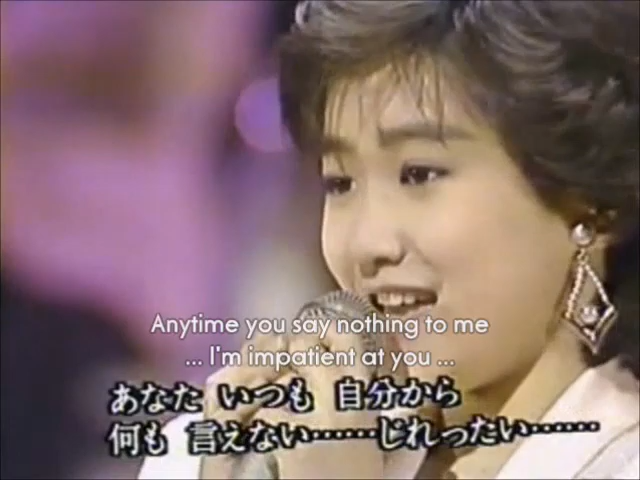 Anytime you say nothing to me
... I'm impatient at you ...
あなた いつも 自分から
何も 言えない……じれったい……